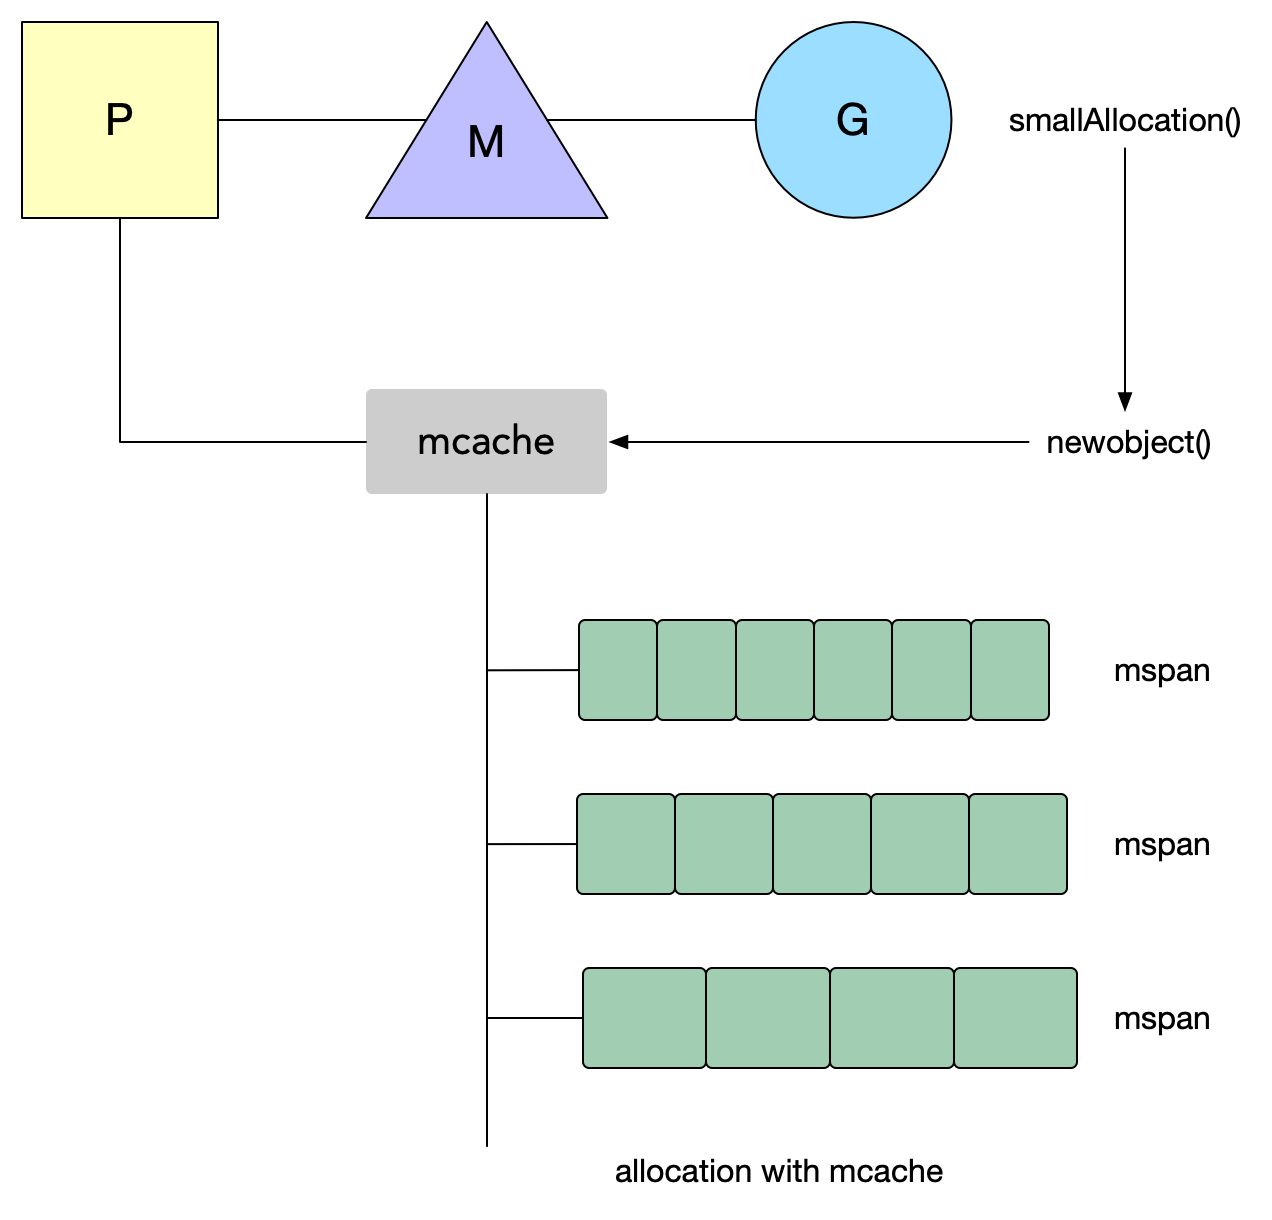 P
M
G
smallAllocation()
mcache
newobject()
mspan
mspan
mspan
allocation with mcache